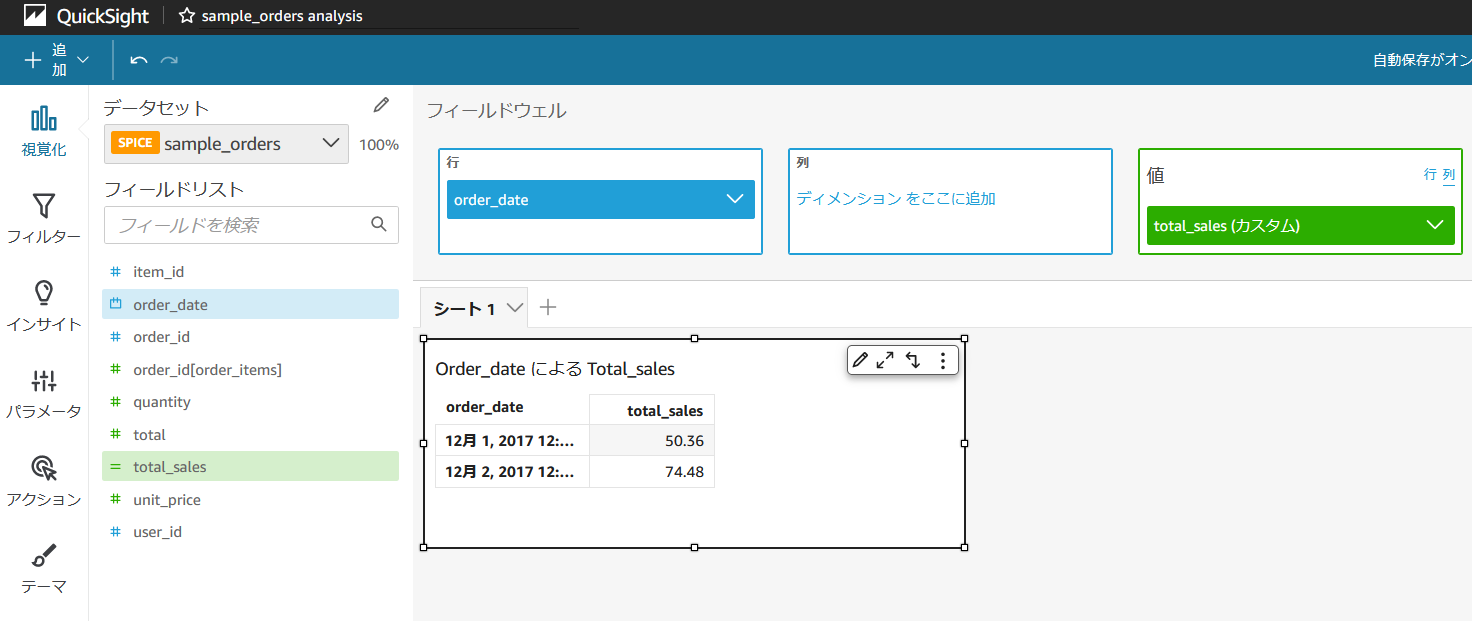 QuickSight
sample_orders analysis
追加
自動保存がオン
視覚化
フィルター
インサイト
パラメータ
アクション
テーマ
データセット
SPICE sample_orders 100%
フィールドリスト
フィールドを検索
item_id
order_date
order_id
order_id[order_items]
quantity
total
total_sales
unit_price
user_id
フィールドウェル
行
order_date
列
ディメンション をここに追加
値 行 列
total_sales (カスタム)
シート 1
Order_date による Total_sales
order_date total_sales
12月 1, 2017 12:... 50.36
12月 2, 2017 12:... 74.48